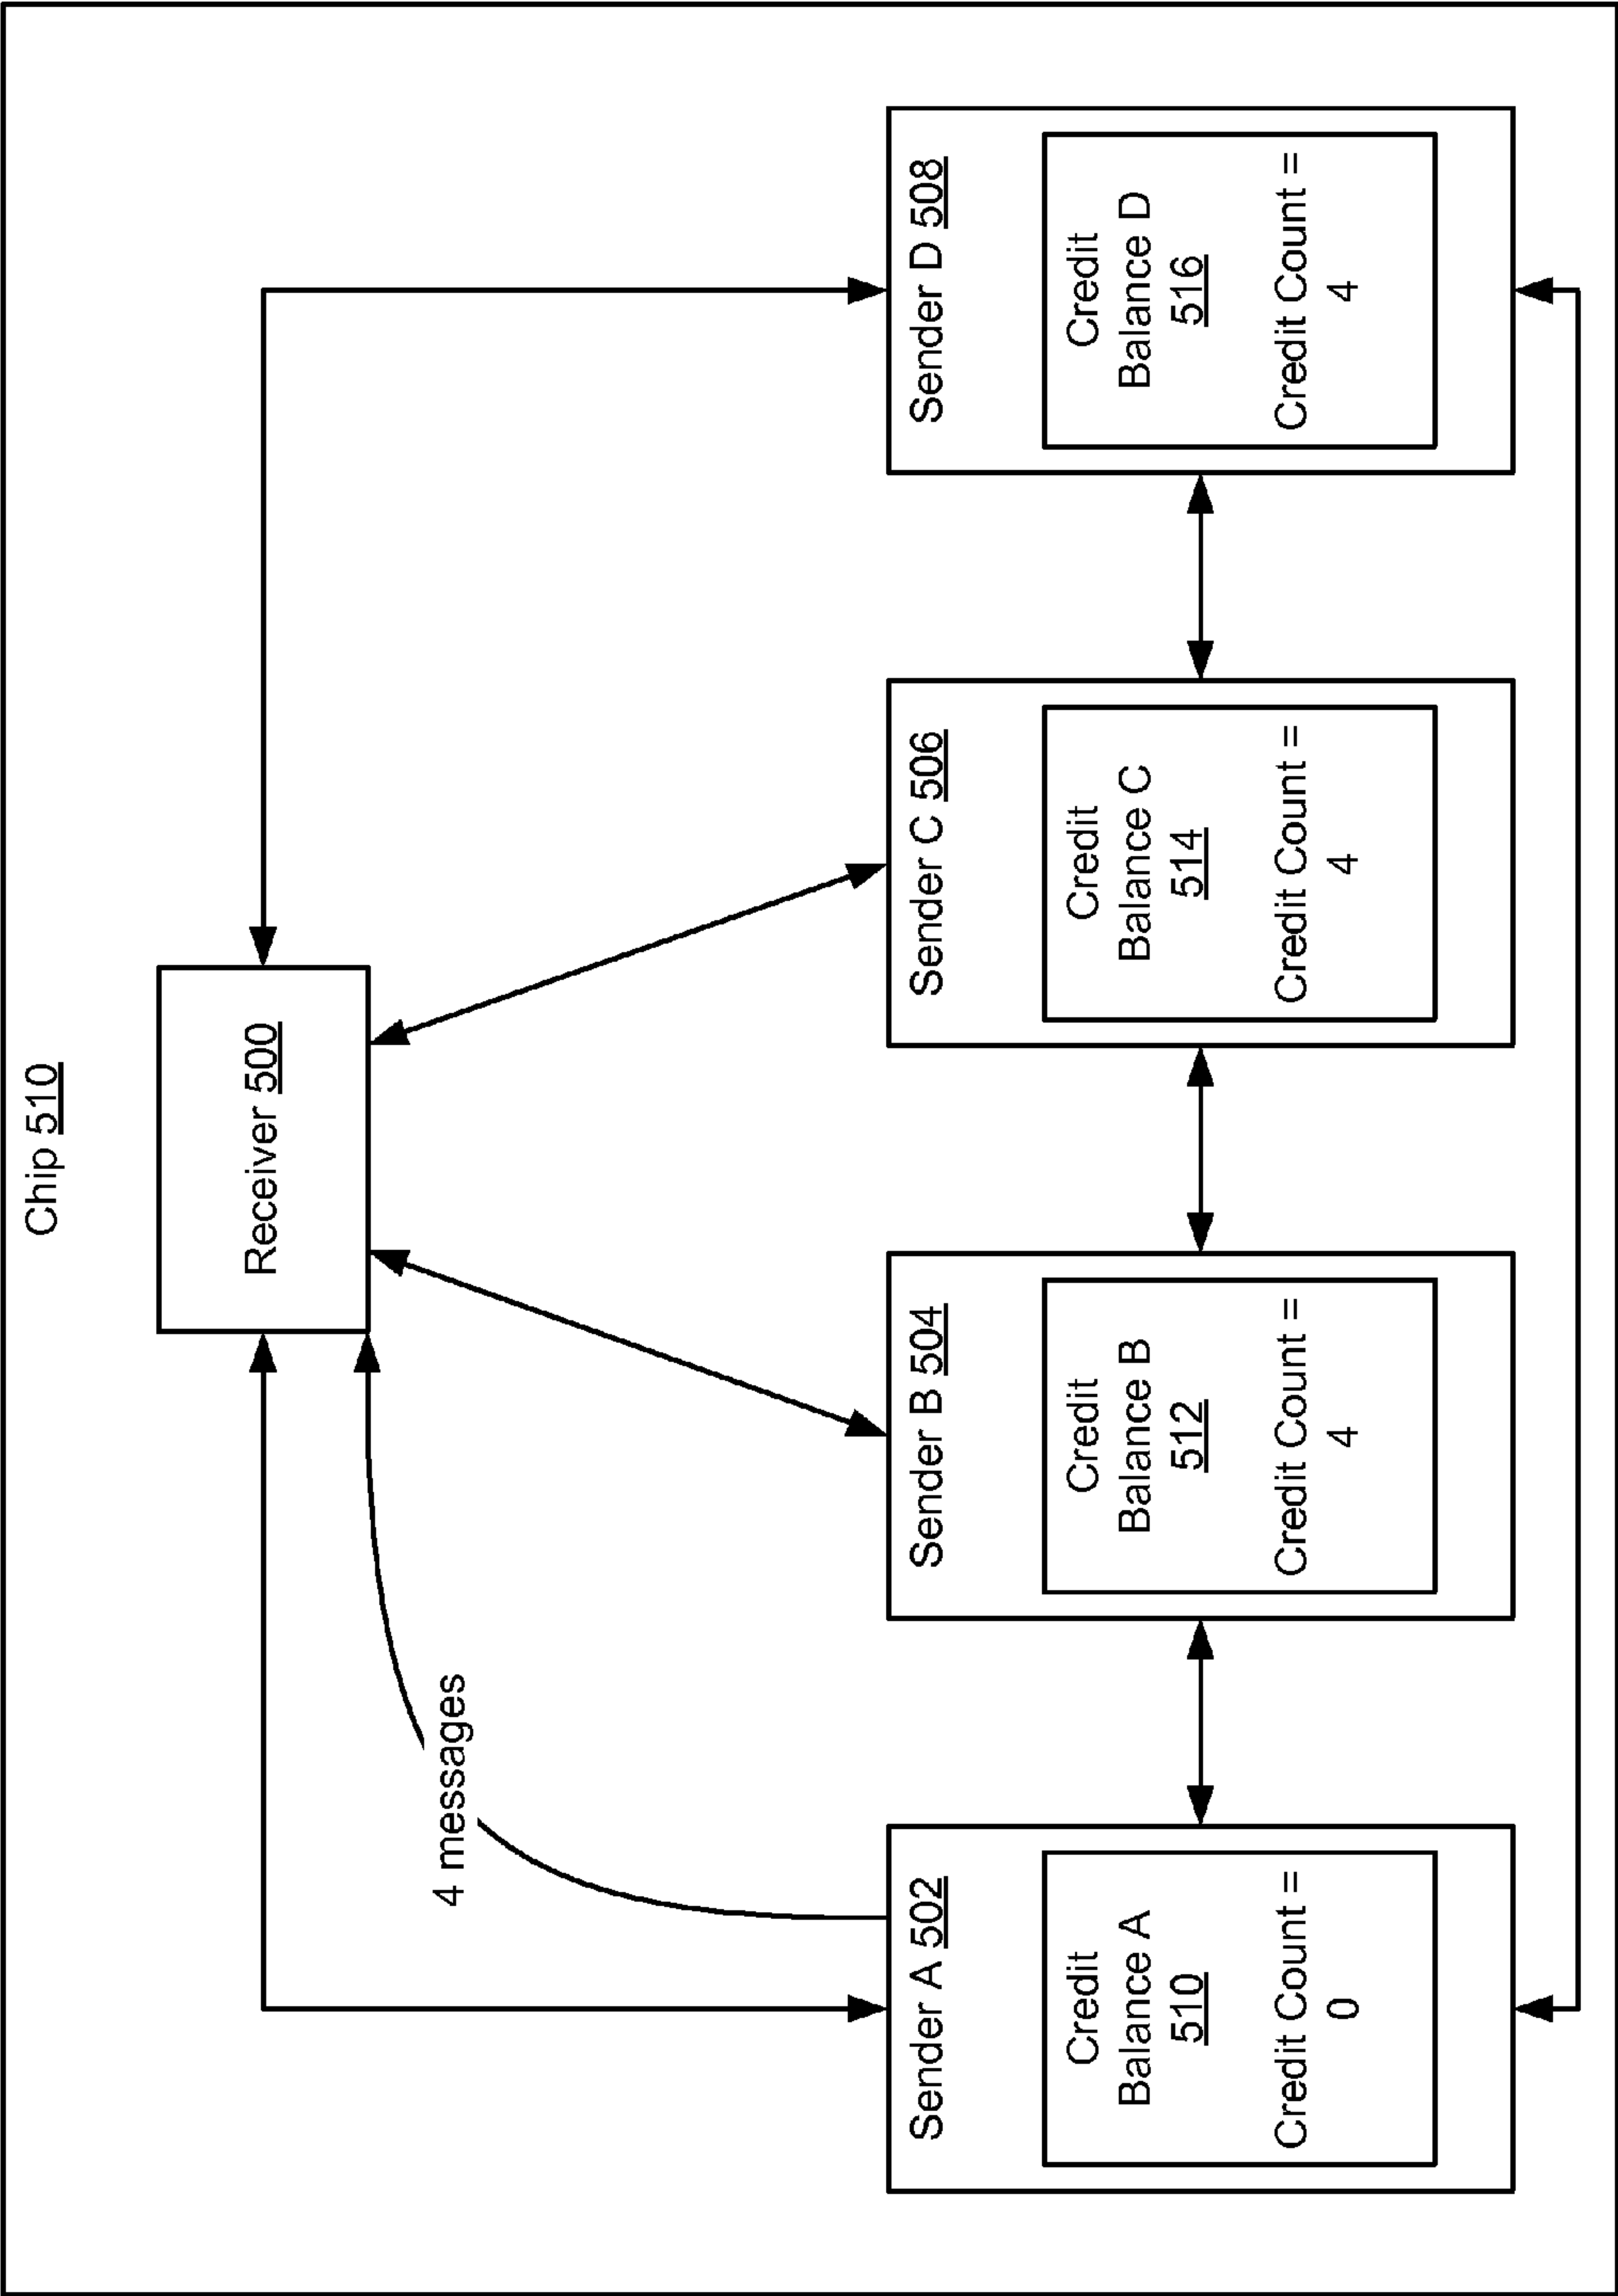 Chip 510
Receiver 500
4 messages
Sender A 502
Credit
Balance A
510
Credit Count =
0
Sender B 504
Credit
Balance B
512
Credit Count =
4
Sender C 506
Credit
Balance C
514
Credit Count =
4
Sender D 508
Credit
Balance D
516
Credit Count =
4